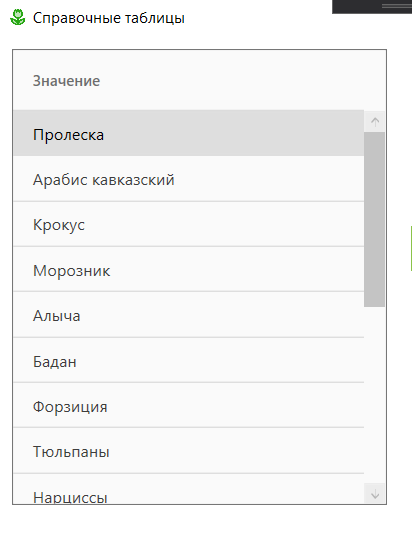 Справочные таблицы
Значение
Пролеска
Арабис кавказский
Крокус
Морозник
Алыча
Бадан
Форзиция
Тюльпаны
Нарциссы